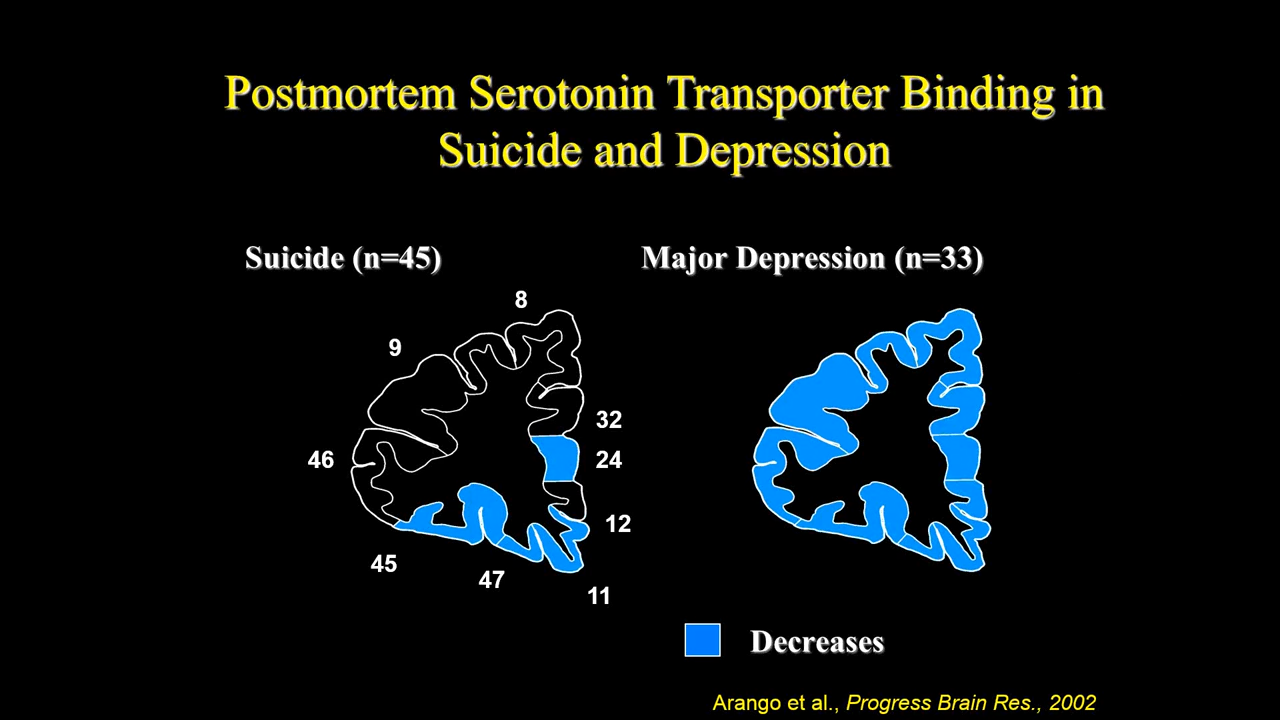 Postmortem Serotonin Transporter Binding in
Suicide and Depression
Suicide (n=45)
Major Depression (n=33)
8
9
32
46
24
12
45
47
11
Decreases
Arango et al., Progress Brain Res., 2002